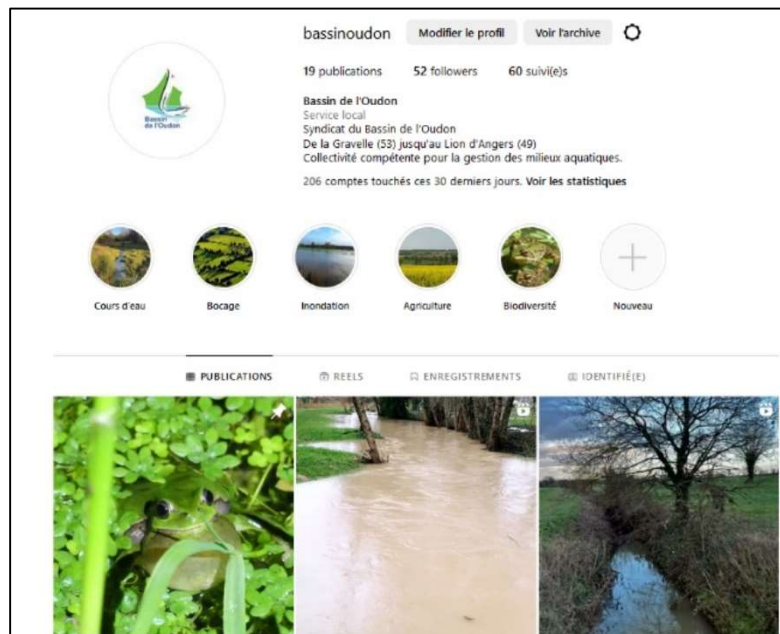 bassinoudon Modifier le profil Voir l'archive
19 publications 52 followers 60 suivi(e)s
Bassin
de l'Oudon
Bassin de l'Oudon
Service local
Syndicat du Bassin de l'Oudon
De la Gravelle (53) jusqu'au Lion d'Angers (49)
Collectivité compétente pour la gestion des milieux aquatiques.
206 comptes touchés ces 30 derniers jours. Voir les statistiques
Cours d'eau Bocage Inondation Agriculture Biodiversité Nouveau
PUBLICATIONS REELS ENREGISTREMENTS IDENTIFIÉ(E)